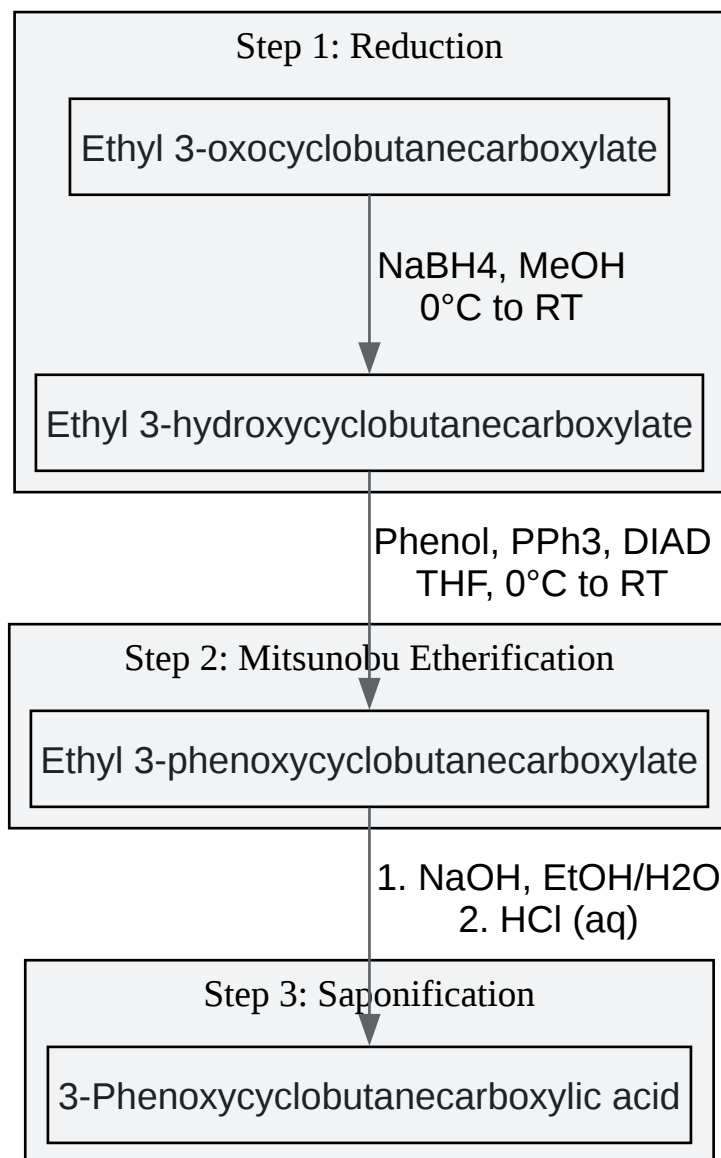 Step 1: Reduction
Ethyl 3-oxocyclobutanecarboxylate
NaBH4, MeOH
0°C to RT
Ethyl 3-hydroxycyclobutanecarboxylate
Phenol, PPh3, DIAD
THF, 0°C to RT
Step 2: Mitsunobu Etherification
Ethyl 3-phenoxycyclobutanecarboxylate
1. NaOH, EtOH/H2O
2. HCl (aq)
Step 3: Saponification
3-Phenoxycyclobutanecarboxylic acid